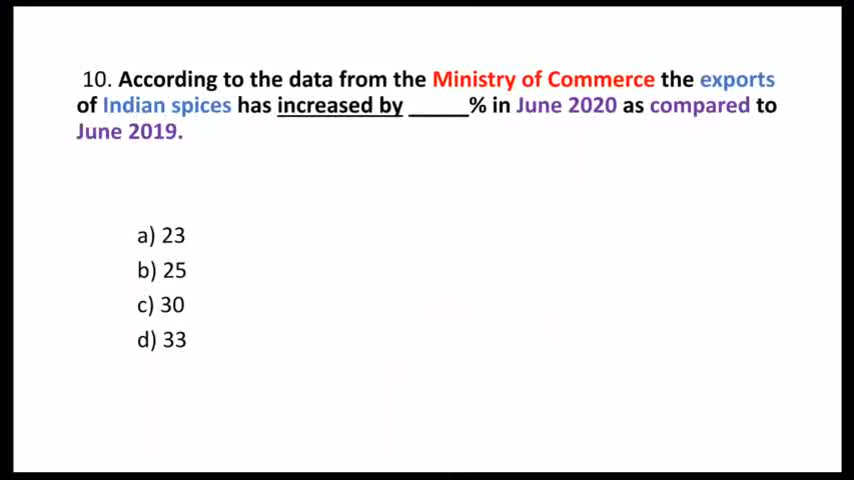 10. According to the data from the Ministry of Commerce the exports
of Indian spices has increased by _____% in June 2020 as compared to
June 2019.
a) 23
b) 25
c) 30
d) 33